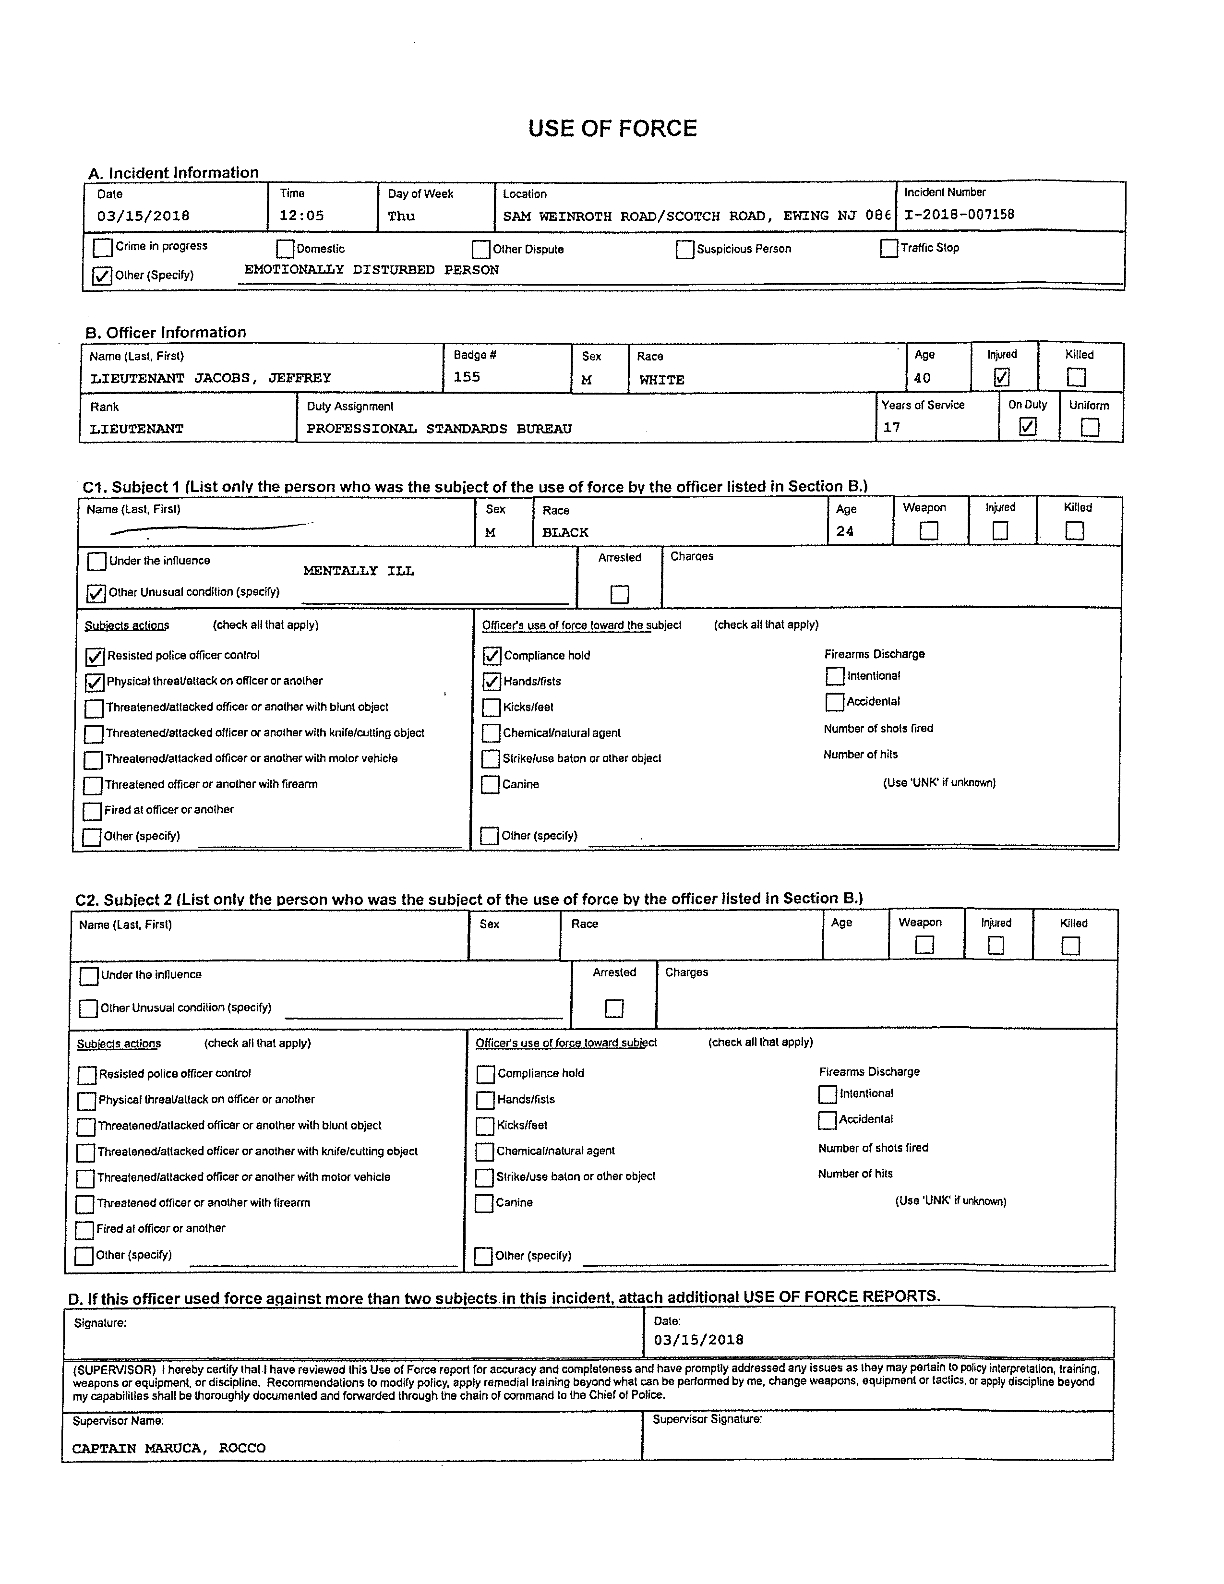 USE OF FORCE
A. Incident Information
Date Time Day of Week Location Incident Number
03/15/2018 12:05 Thu SAM WEINROTH ROAD/SCOTCH ROAD, EWING NJ 086 I-2018-007158
Crime in progress Domestic Other Dispute Suspicious Person Traffic Stop
Other (Specify) EMOTIONALLY DISTURBED PERSON
B. Officer Information
Name (Last, First) Badge # Sex Race Age Injured Killed
LIEUTENANT JACOBS, JEFFREY 155 M WHITE 40
Rank Duty Assignment Years of Service On Duty Uniform
LIEUTENANT PROFESSIONAL STANDARDS BUREAU 17
C1. Subject 1 (List only the person who was the subject of the use of force by the officer listed in Section B.)
Name (Last, First) Sex Race Age Weapon Injured Killed
M BLACK 24
Under the influence Arrested Charges
MENTALLY ILL
Other Unusual condition (specify)
Subjects actions (check all that apply) Officer's use of force toward the subject (check all that apply)
Resisted police officer control Compliance hold Firearms Discharge
Physical threat/attack on officer or another Hands/fists Intentional
Threatened/attacked officer or another with blunt object Kicks/feet Accidental
Threatened/attacked officer or another with knife/cutting object Chemical/natural agent Number of shots fired
Threatened/attacked officer or another with motor vehicle Strike/use baton or other object Number of hits
Threatened officer or another with firearm Canine (Use 'UNK' if unknown)
Fired at officer or another
Other (specify) Other (specify)
C2. Subject 2 (List only the person who was the subject of the use of force by the officer listed in Section B.)
Name (Last, First) Sex Race Age Weapon Injured Killed
Under the influence Arrested Charges
Other Unusual condition (specify)
Subjects actions (check all that apply) Officer's use of force toward subject (check all that apply)
Resisted police officer control Compliance hold Firearms Discharge
Physical threat/attack on officer or another Hands/fists Intentional
Threatened/attacked officer or another with blunt object Kicks/feet Accidental
Threatened/attacked officer or another with knife/cutting object Chemical/natural agent Number of shots fired
Threatened/attacked officer or another with motor vehicle Strike/use baton or other object Number of hits
Threatened officer or another with firearm Canine (Use 'UNK' if unknown)
Fired at officer or another
Other (specify) Other (specify)
D. If this officer used force against more than two subjects in this incident, attach additional USE OF FORCE REPORTS.
Signature: Date:
03/15/2018
(SUPERVISOR) I hereby certify that I have reviewed this Use of Force report for accuracy and completeness and have promptly addressed any issues as they may pertain to policy interpretation, training,
weapons or equipment, or discipline. Recommendations to modify policy, apply remedial training beyond what can be performed by me, change weapons, equipment or tactics, or apply discipline beyond
my capabilities shall be thoroughly documented and forwarded through the chain of command to the Chief of Police.
Supervisor Name: Supervisor Signature:
CAPTAIN MARUCA, ROCCO